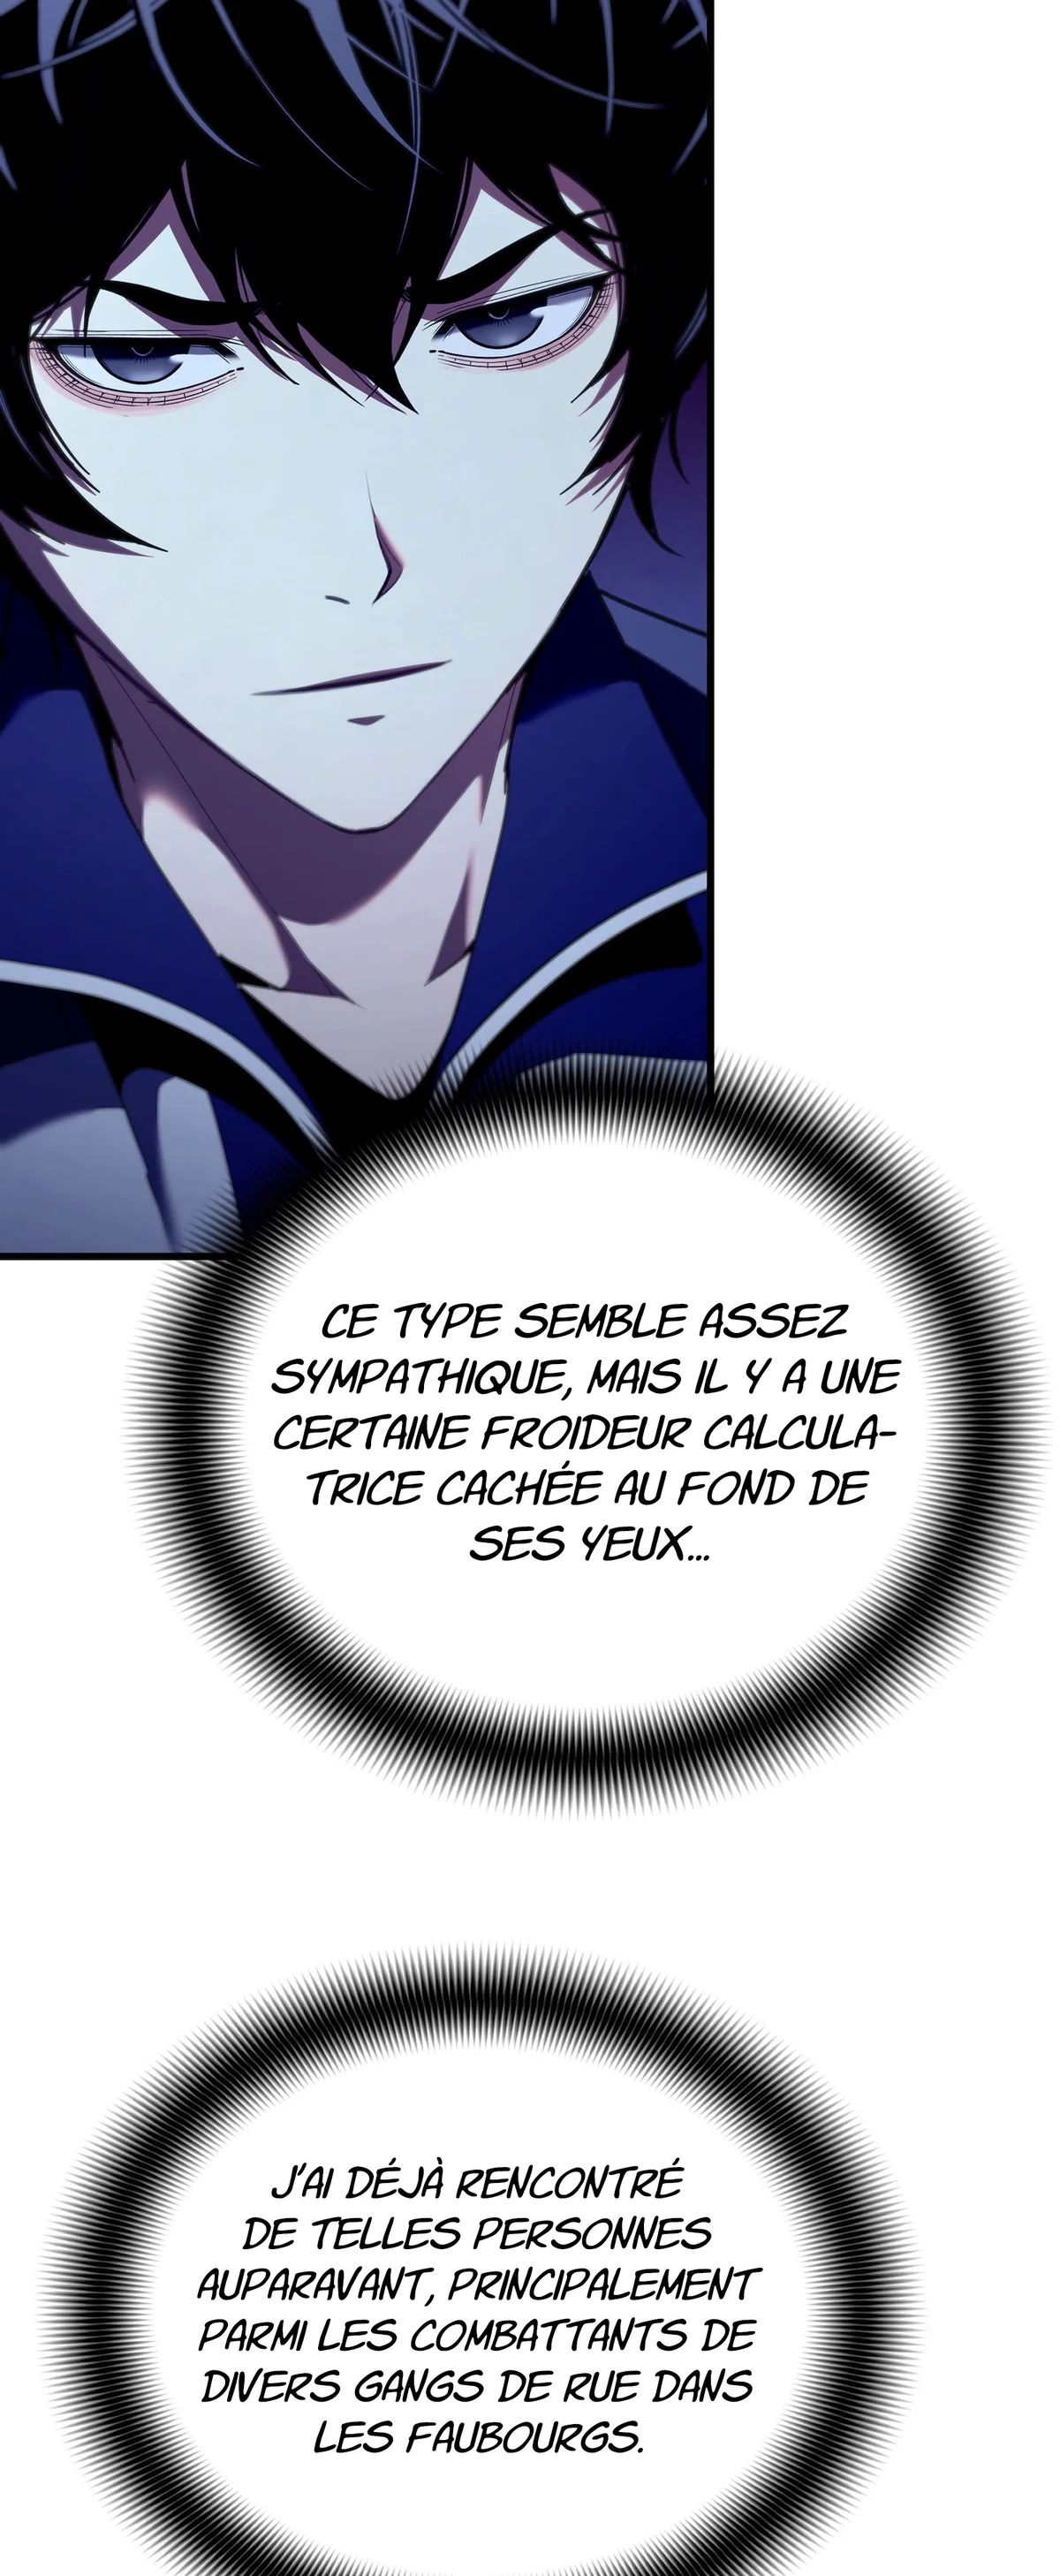 CE TYPE SEMBLE ASSEZ
SYMPATHIQUE, MAIS IL Y A UNE
CERTAINE FROIDEUR CALCULA-
TRICE CACHÉE AU FOND DE
SES YEUX...
J'AI DÉJÀ RENCONTRÉ
DE TELLES PERSONNES
AUPARAVANT, PRINCIPALEMENT
PARMI LES COMBATTANTS DE
DIVERS GANGS DE RUE DANS
LES FAUBOURGS.